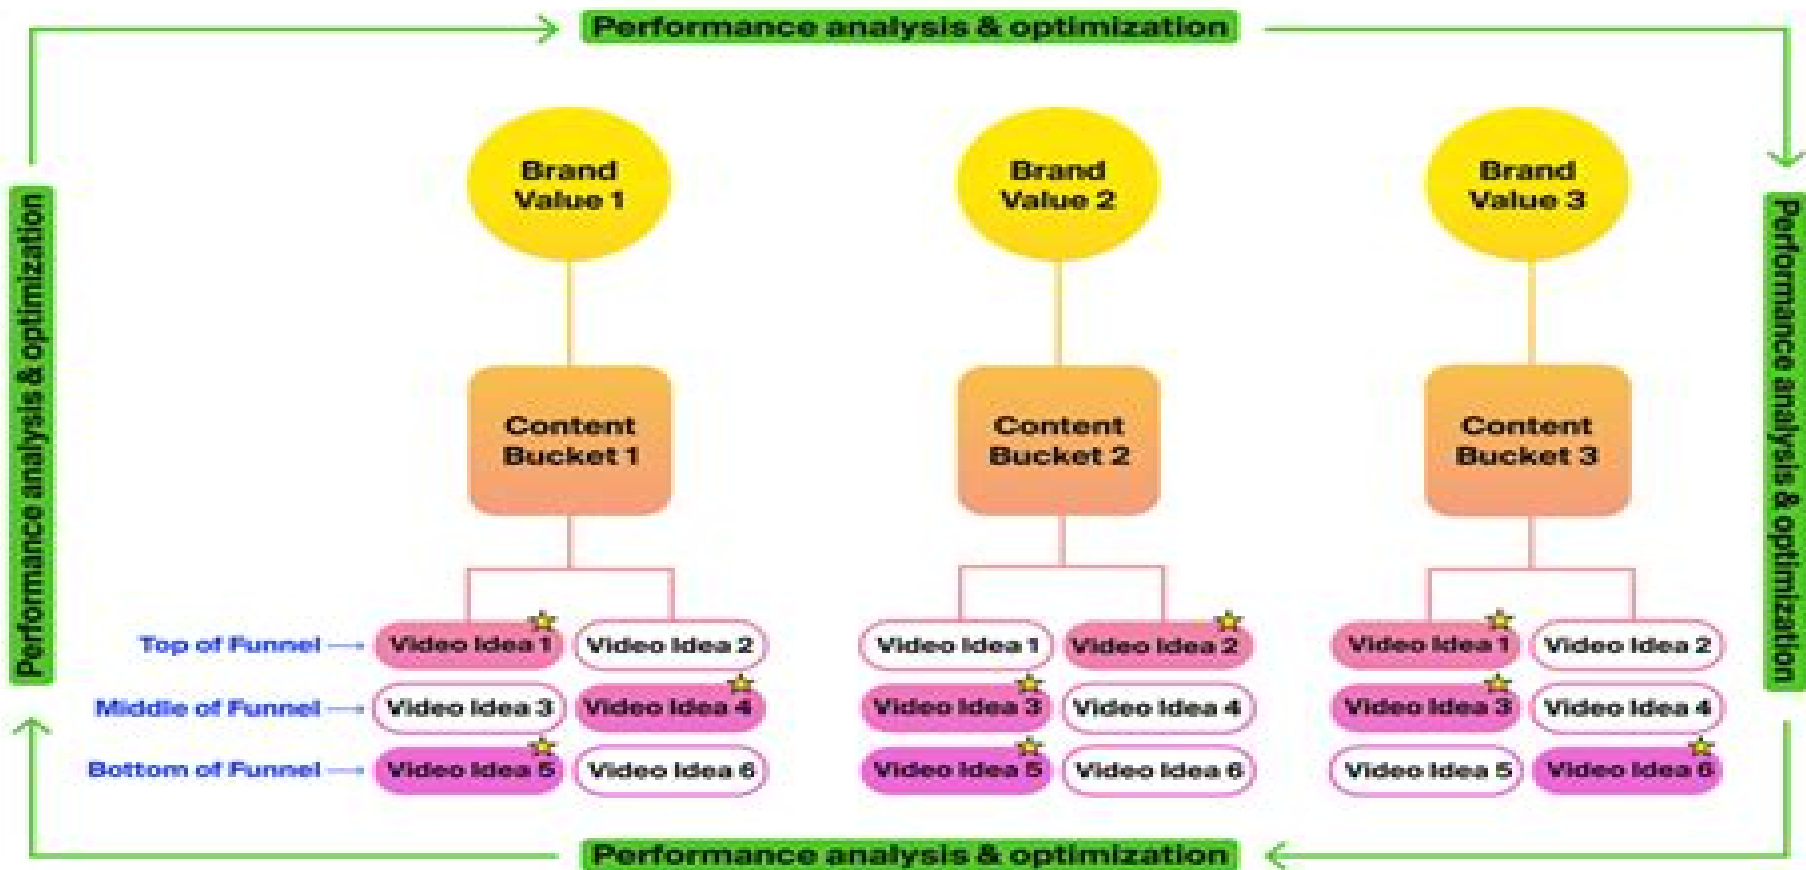 Performance analysis & optimization
Performance analysis & optimization
Performance analysis & optimization
Brand
Value 1
Brand
Value 2
Brand
Value 3
Content
Bucket 1
Content
Bucket 2
Content
Bucket 3
Top of Funnel
Video Idea 1
Video Idea 2
Video Idea 1
Video Idea 2
Video Idea 1
Video Idea 2
Middle of Funnel
Video Idea 3
Video Idea 4
Video Idea 3
Video Idea 4
Video Idea 3
Video Idea 4
Bottom of Funnel
Video Idea 5
Video Idea 6
Video Idea 5
Video Idea 6
Video Idea 5
Video Idea 6
Performance analysis & optimization